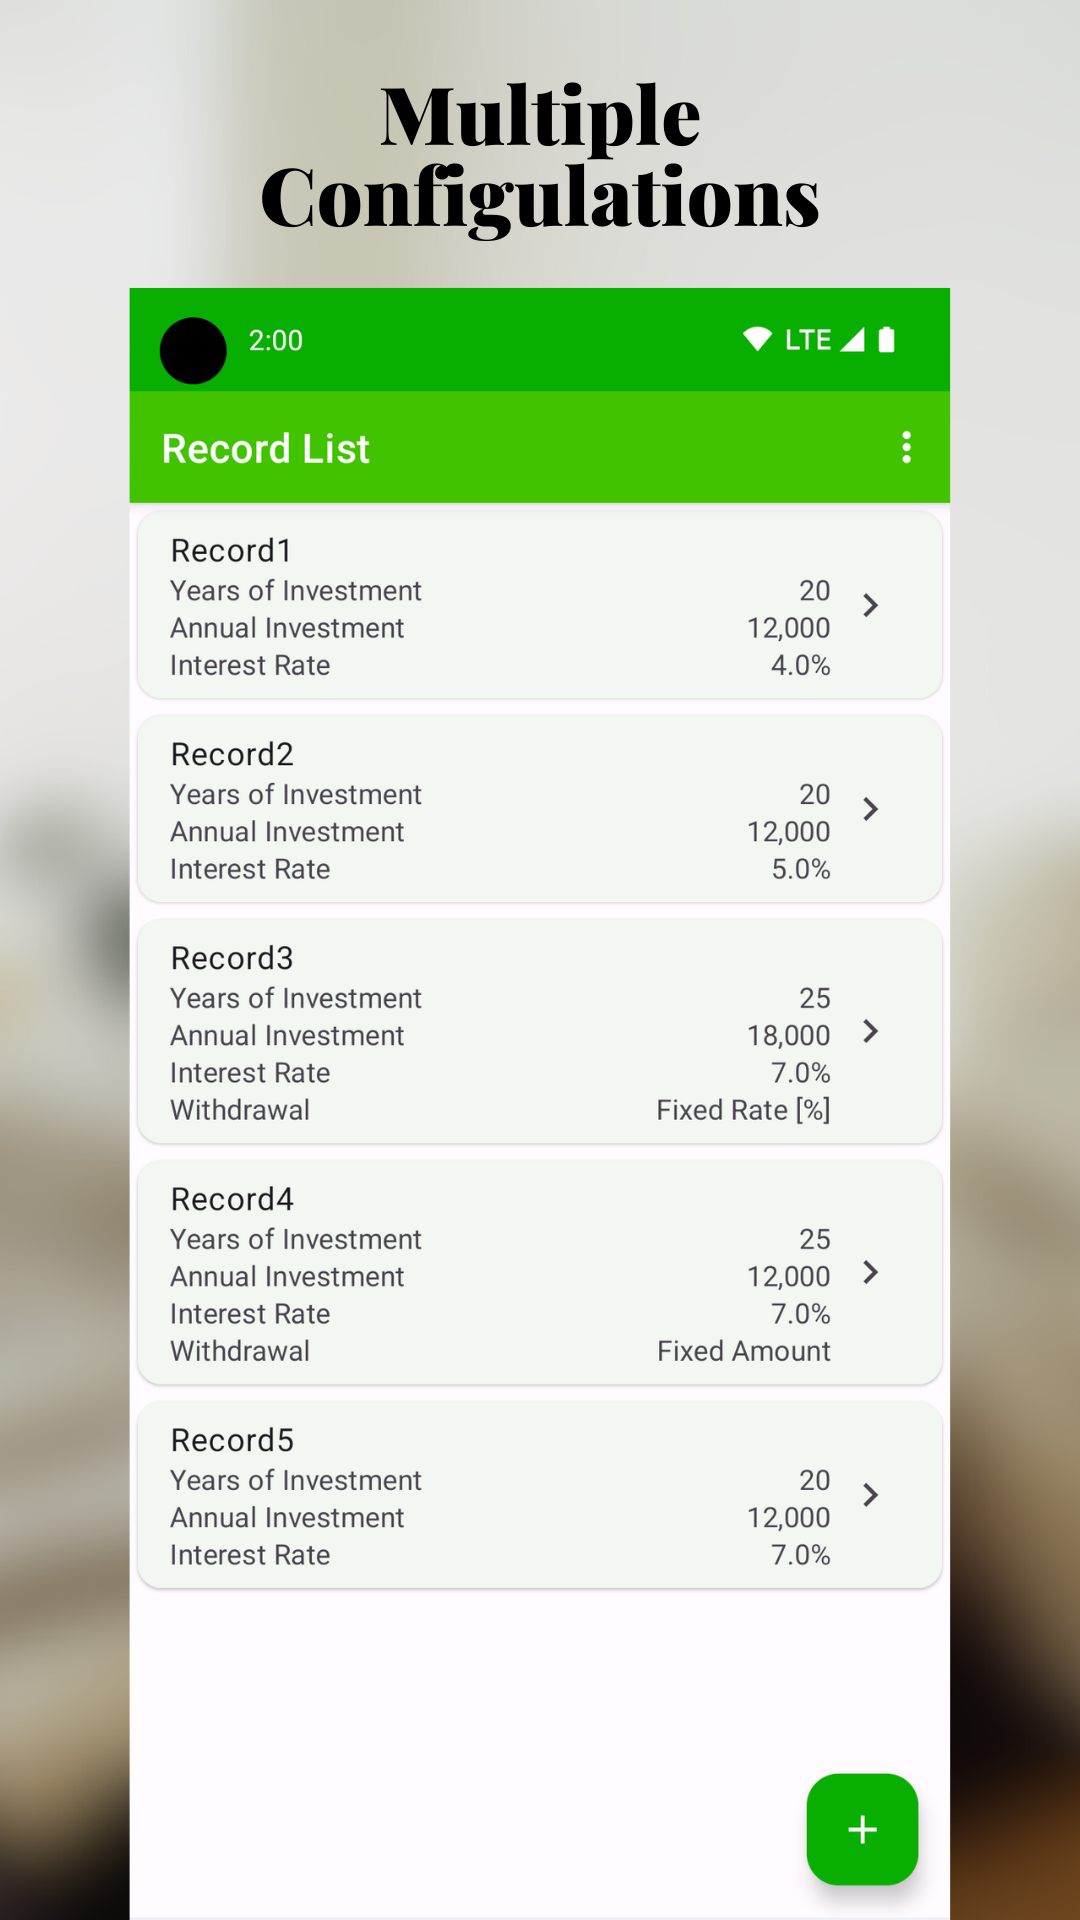 Multiple
Configulations
2:00 LTE
Record List
Record1
Years of Investment 20
Annual Investment 12,000
Interest Rate 4.0%
Record2
Years of Investment 20
Annual Investment 12,000
Interest Rate 5.0%
Record3
Years of Investment 25
Annual Investment 18,000
Interest Rate 7.0%
Withdrawal Fixed Rate [%]
Record4
Years of Investment 25
Annual Investment 12,000
Interest Rate 7.0%
Withdrawal Fixed Amount
Record5
Years of Investment 20
Annual Investment 12,000
Interest Rate 7.0%